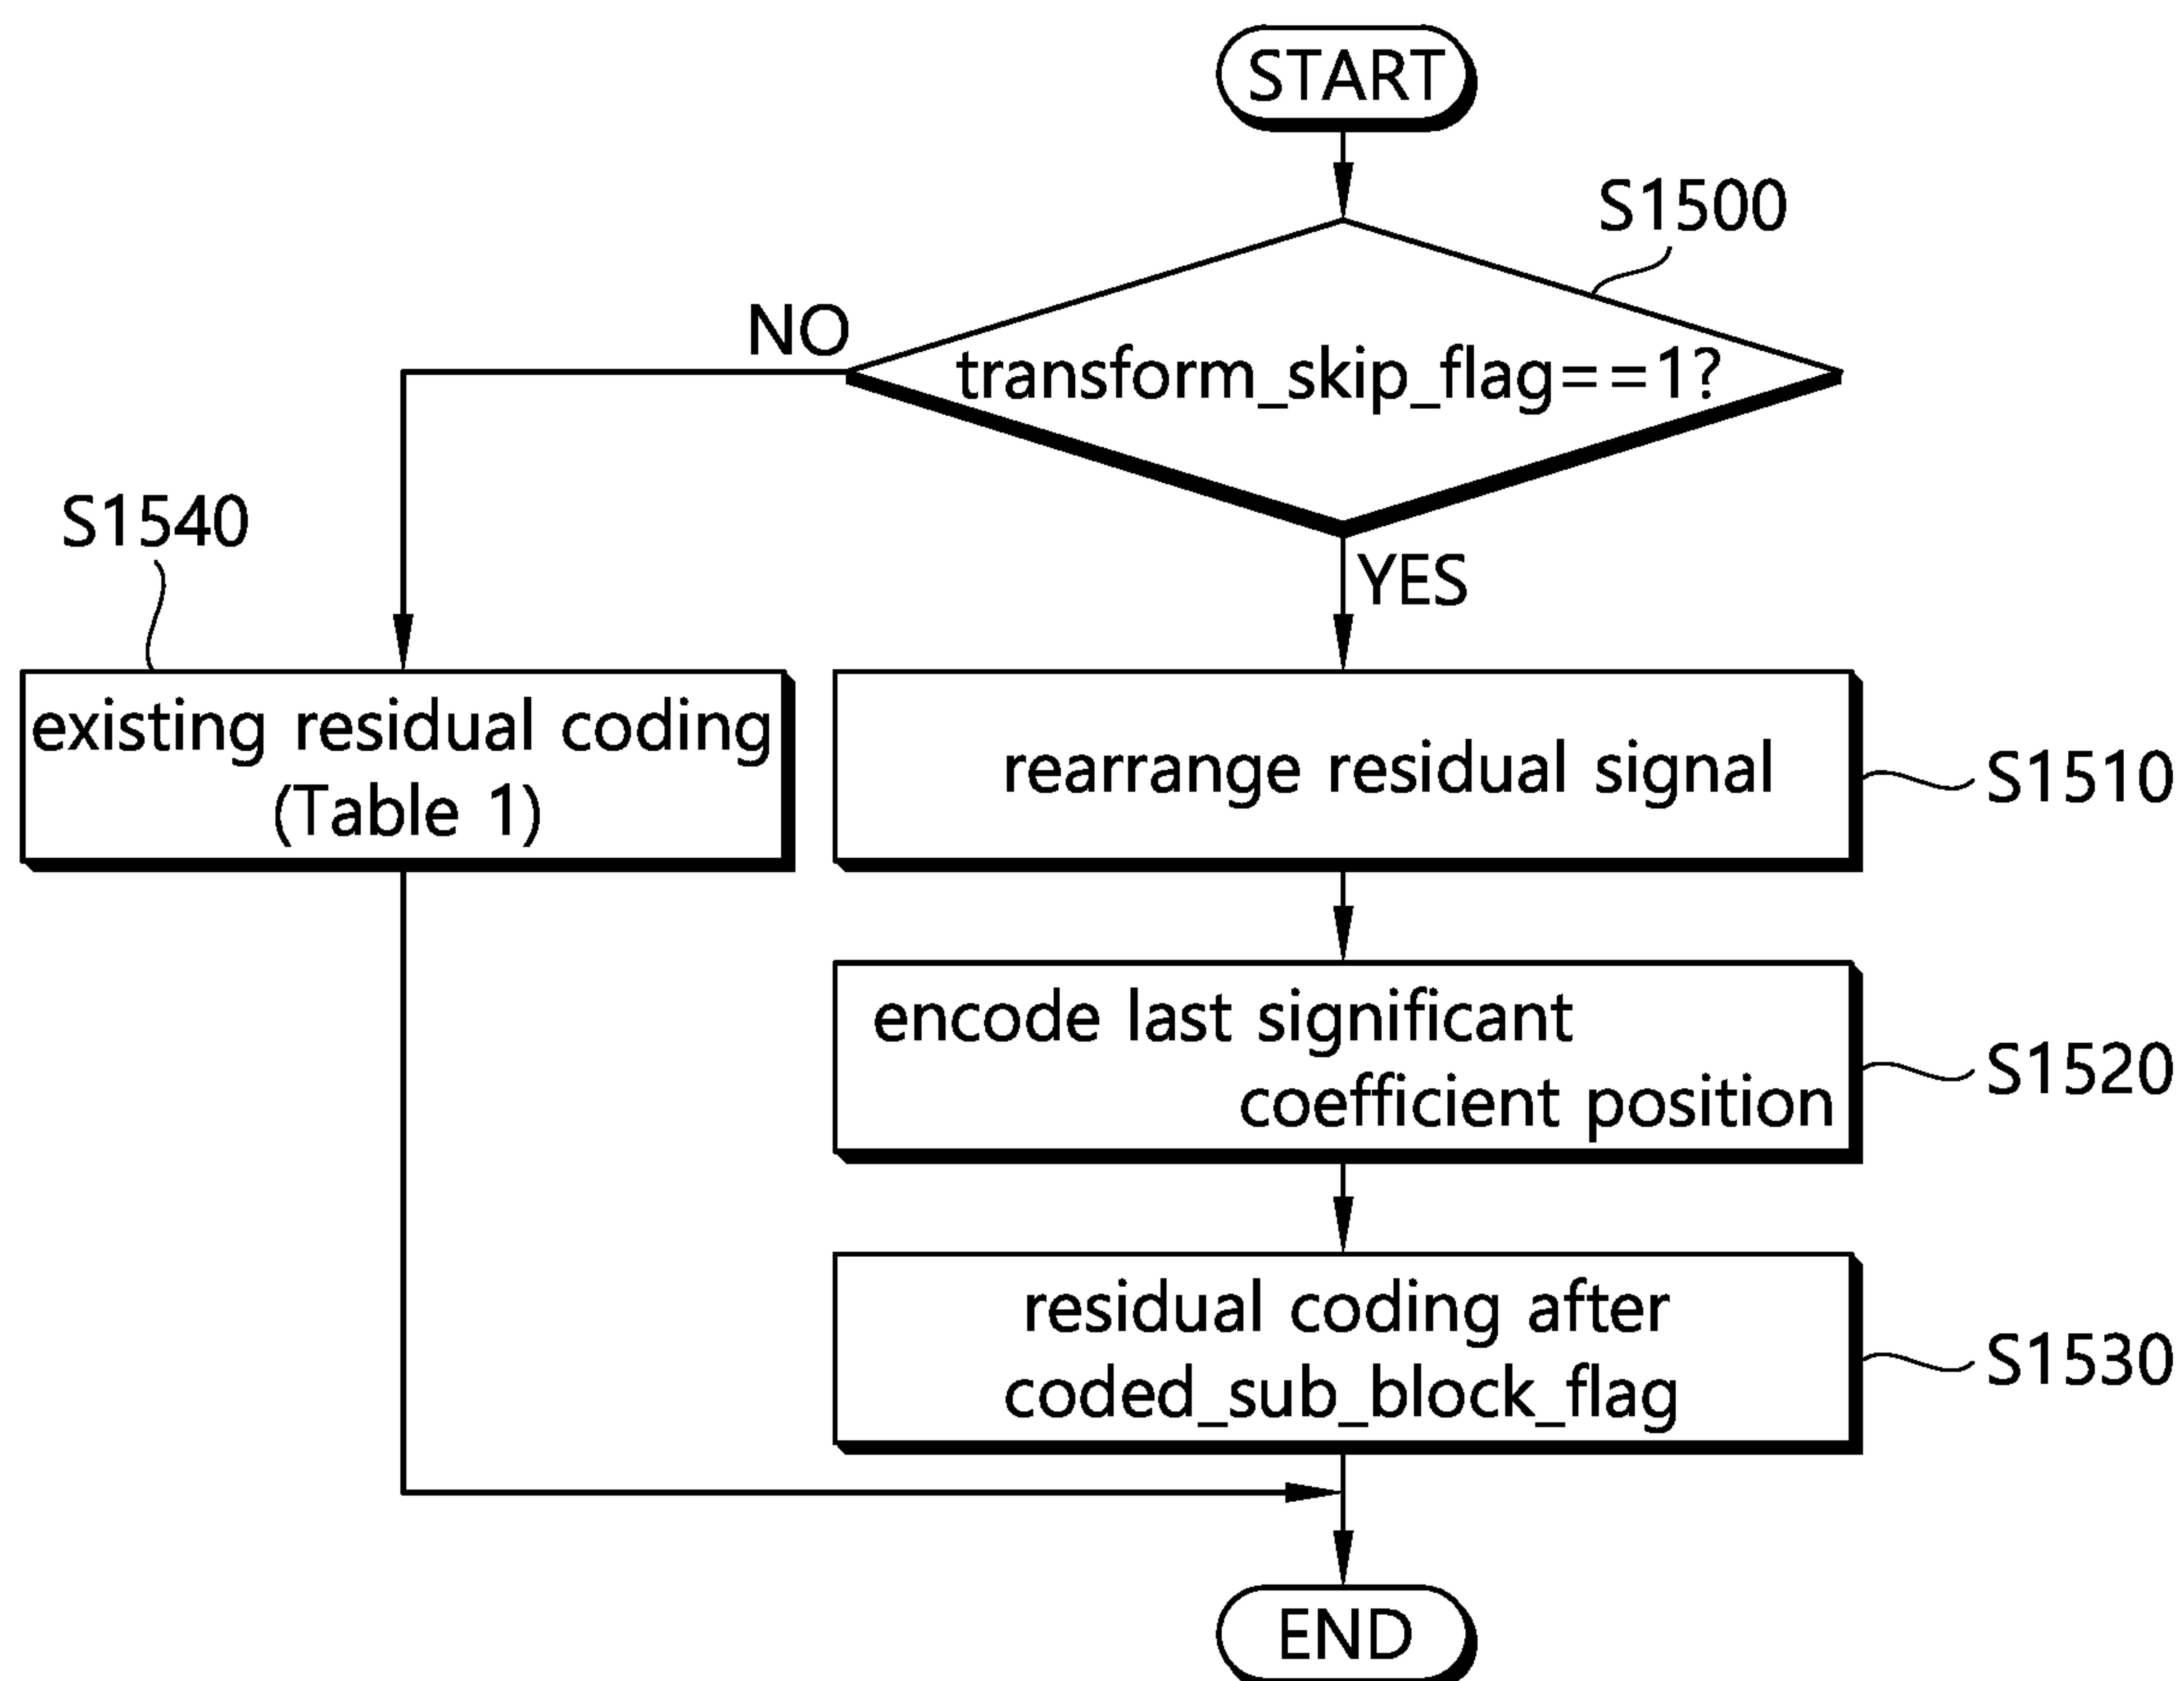 START
S1500
NO
transform_skip_flag==1?
S1540
YES
existing residual coding
(Table 1)
rearrange residual signal
S1510
encode last significant
coefficient position
S1520
residual coding after
coded_sub_block_flag
S1530
END